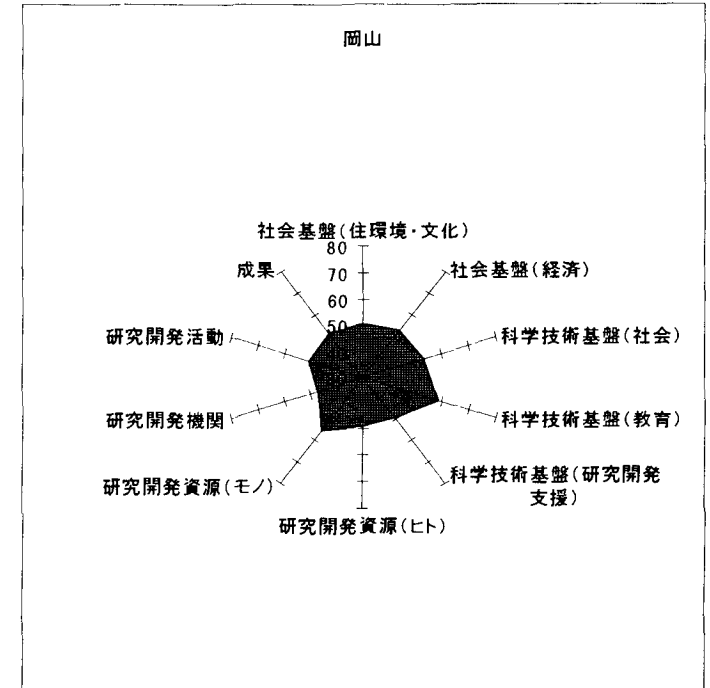 岡山
社会基盤(住環境・文化)
80
70
60
50
社会基盤(経済)
科学技術基盤(社会)
科学技術基盤(教育)
科学技術基盤(研究開発
支援)
研究開発資源(ヒト)
研究開発資源(モノ)
研究開発機関
研究開発活動
成果